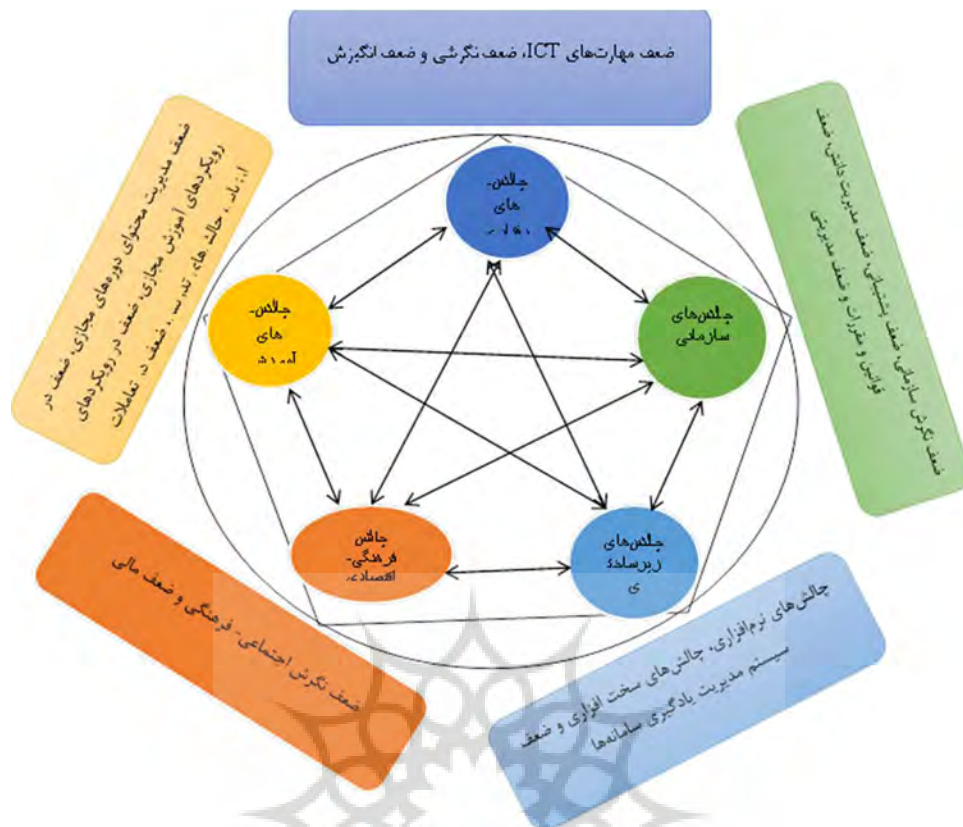 ضعف مهارت‌های ICT، ضعف نگرشی و ضعف انگیزش
ضعف نگرش سازمانی، ضعف پشتیبانی، ضعف مدیریت دانش، ضعف
قوانین و مقررات و ضعف مدیریتی
ضعف مدیریت محتوای دوره‌های مجازی، ضعف در
رویکردهای آموزش مجازی، ضعف در رویکردهای
ضعف در تعاملات
چالش-
های
چالش‌های
سازمانی
چالش-
های
چالش
فرهنگی-
اقتصادی
چالش‌های
زیرساخت
ی
ضعف نگرش اجتماعی- فرهنگی و ضعف مالی
چالش‌های نرم‌افزاری، چالش‌های سخت افزاری و ضعف
سیستم مدیریت یادگیری سامانه‌ها